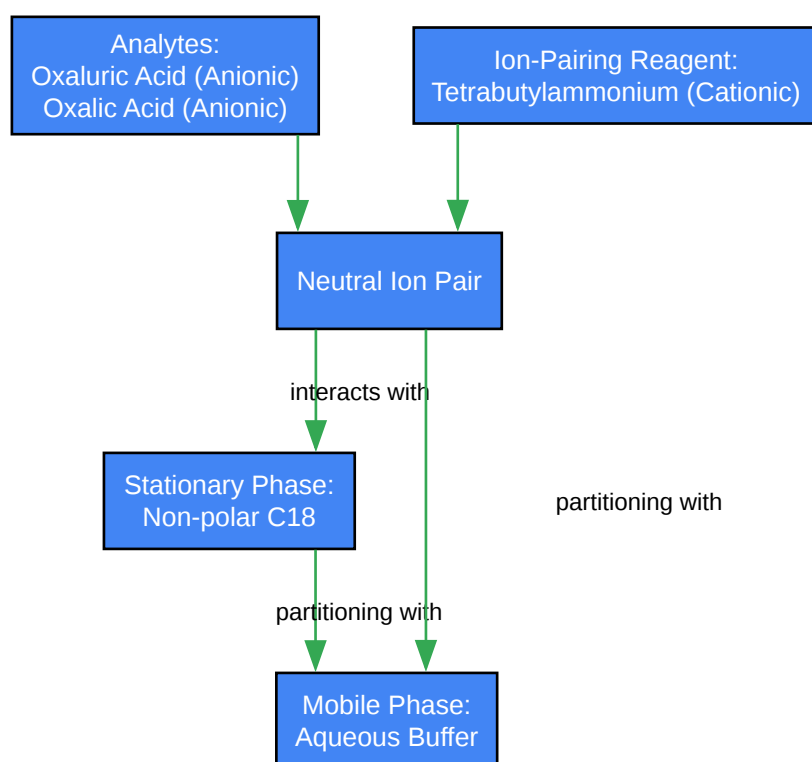 Analytes:
Oxaluric Acid (Anionic)
Oxalic Acid (Anionic)
Ion-Pairing Reagent:
Tetrabutylammonium (Cationic)
Neutral Ion Pair
interacts with
Stationary Phase:
Non-polar C18
partitioning with
partitioning with
Mobile Phase:
Aqueous Buffer